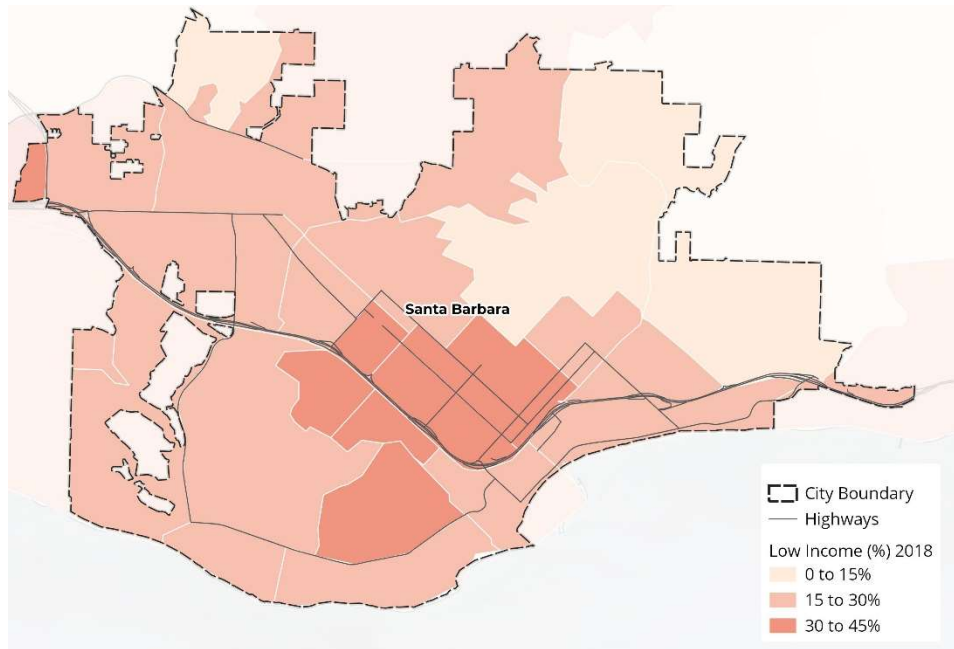 Santa Barbara
City Boundary
Highways
Low Income (%) 2018
0 to 15%
15 to 30%
30 to 45%